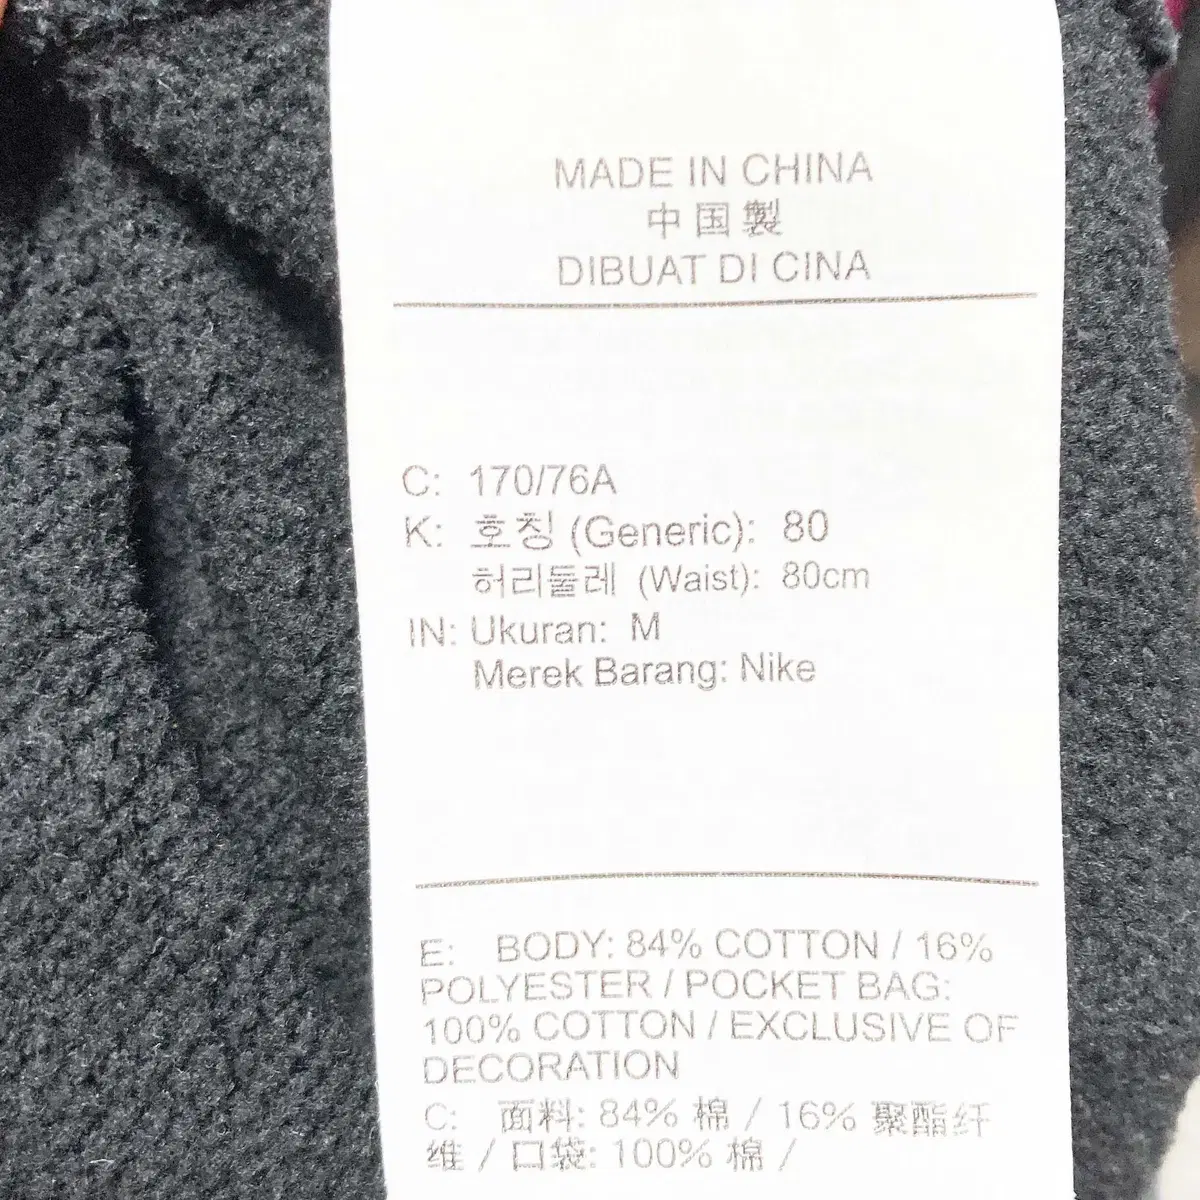 MADE IN CHINA
中国製
DIBUAT DI CINA
C: 170/76A
K: 호칭 (Generic): 80
허리둘레 (Waist): 80cm
IN: Ukuran: M
Merek Barang: Nike
E: BODY: 84% COTTON / 16%
POLYESTER / POCKET BAG:
100% COTTON / EXCLUSIVE OF
DECORATION
C: 面料: 84% 棉 / 16% 聚酯纤
维 / 口袋: 100% 棉 /